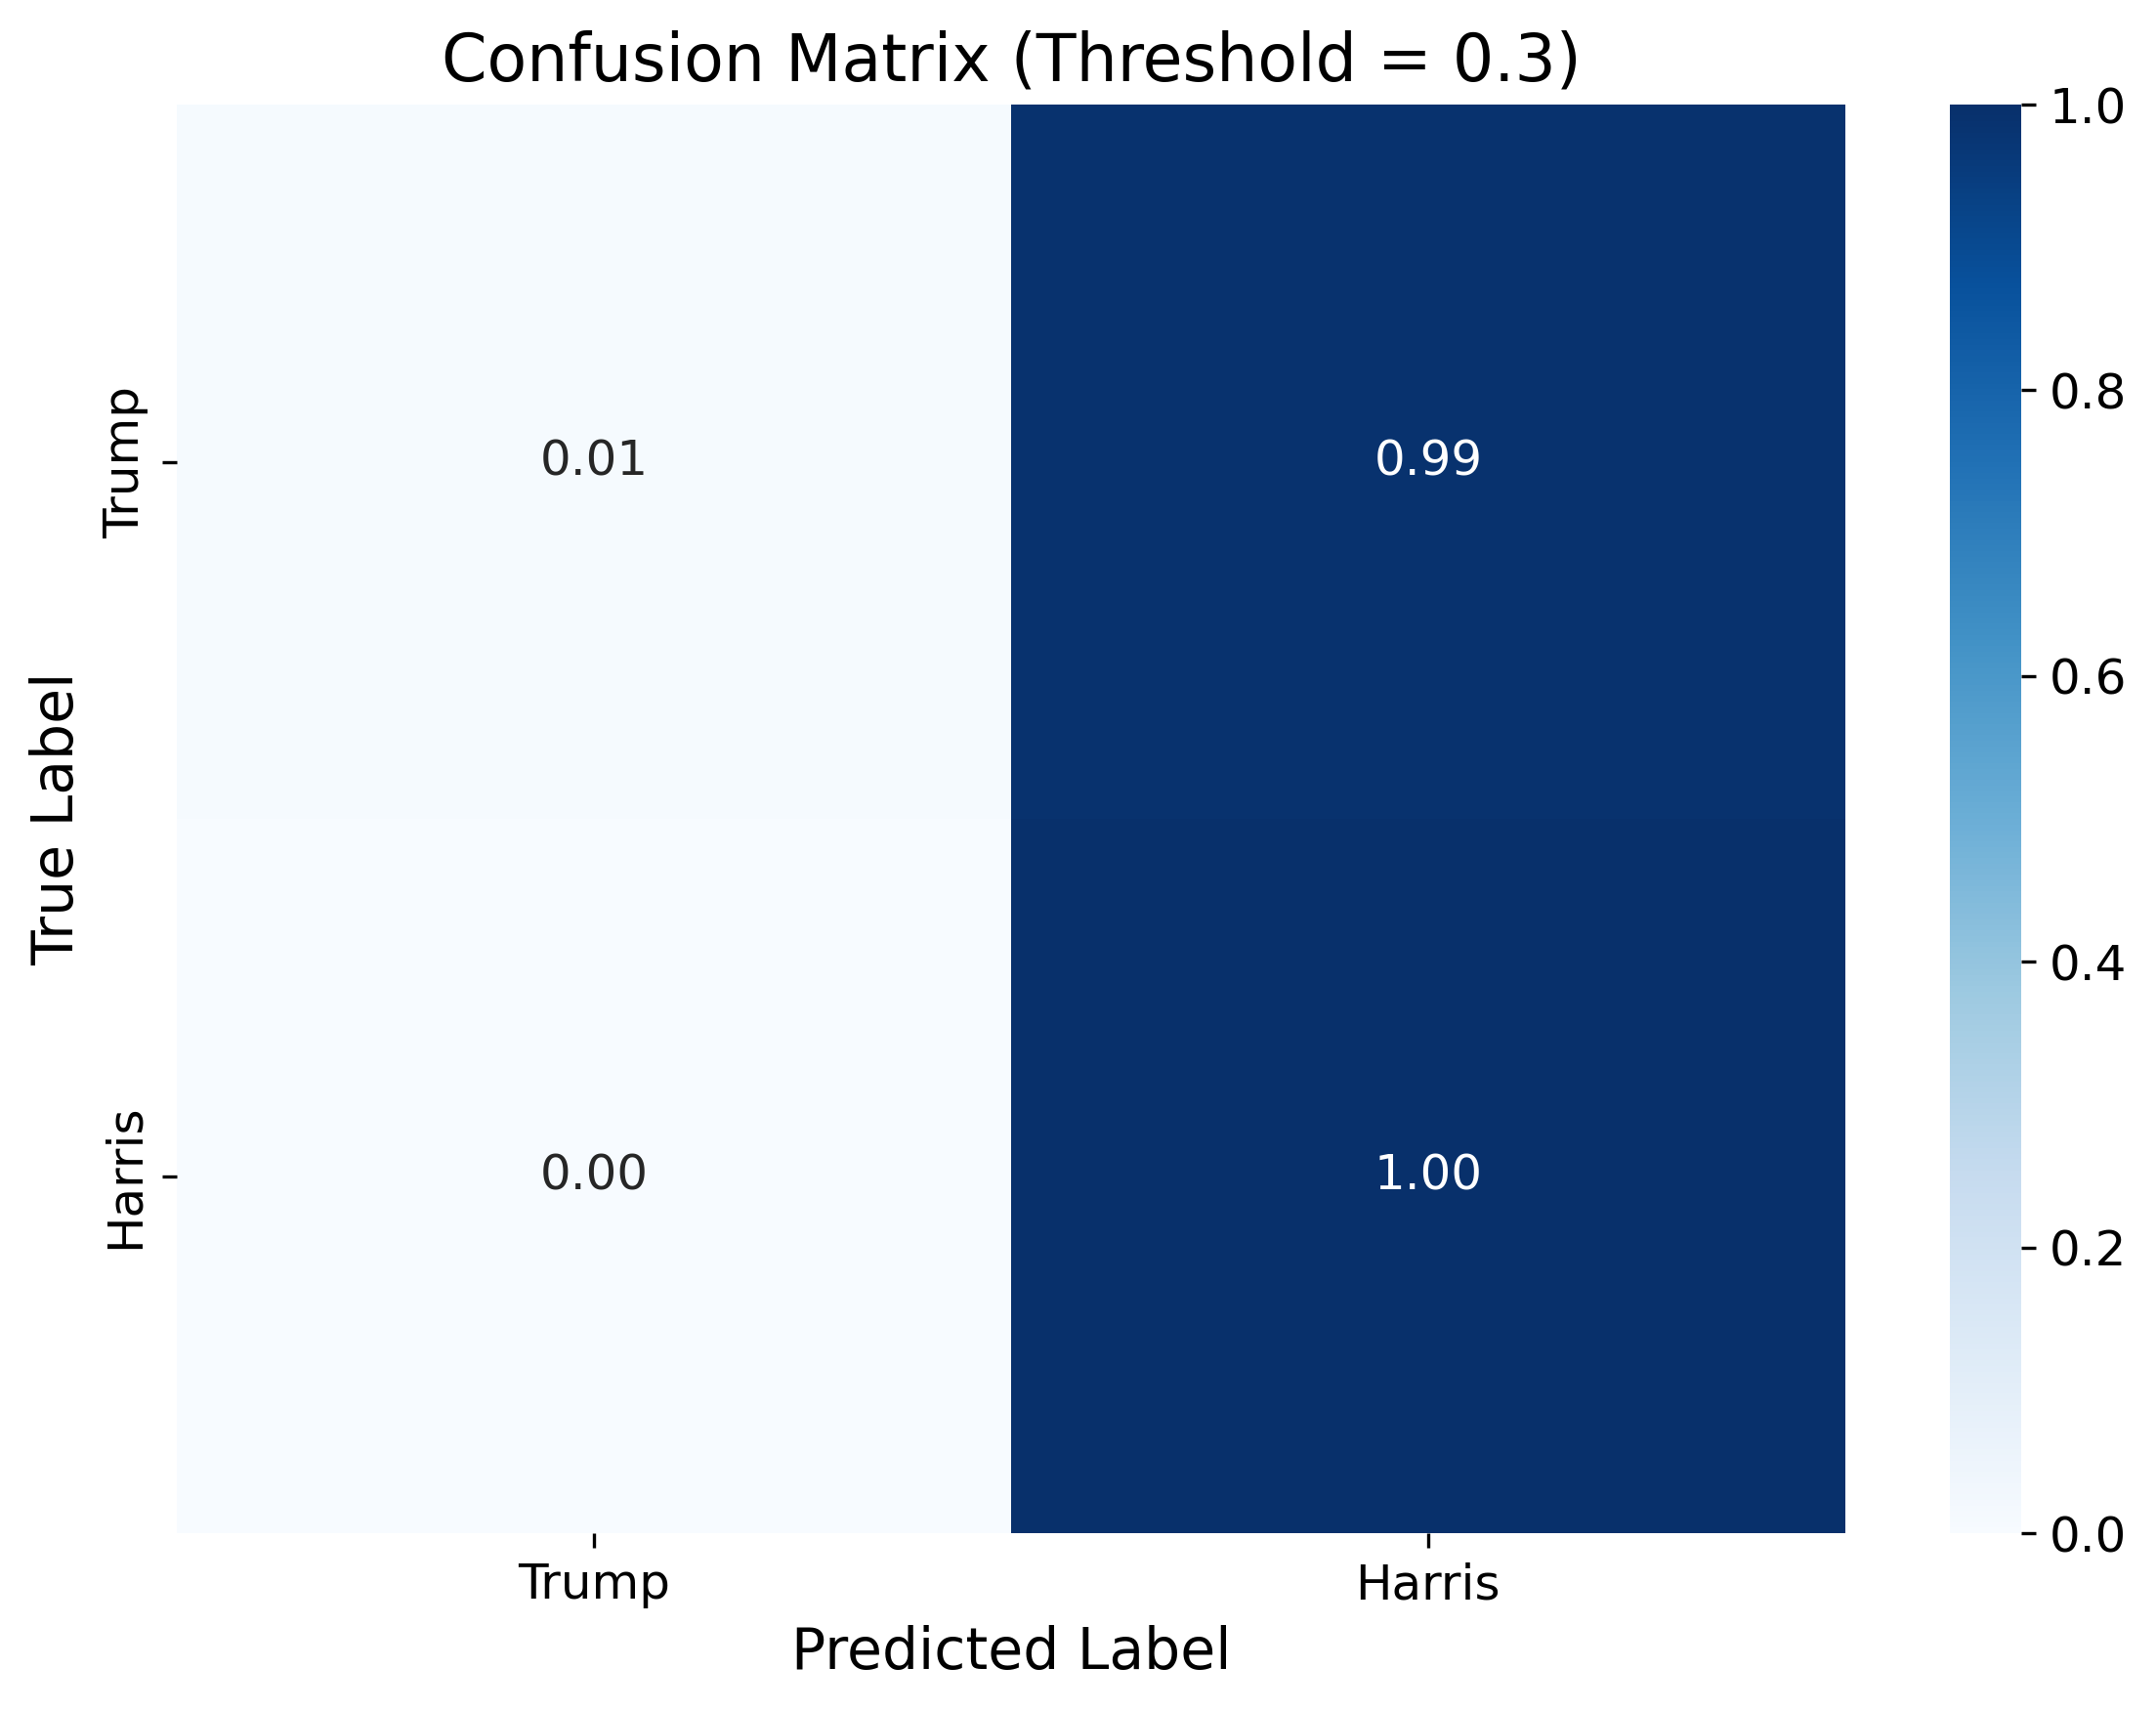 Confusion Matrix (Threshold = 0.3)
True Label
Trump
Harris
0.01
0.99
0.00
1.00
Trump
Harris
Predicted Label
1.0
0.8
0.6
0.4
0.2
0.0